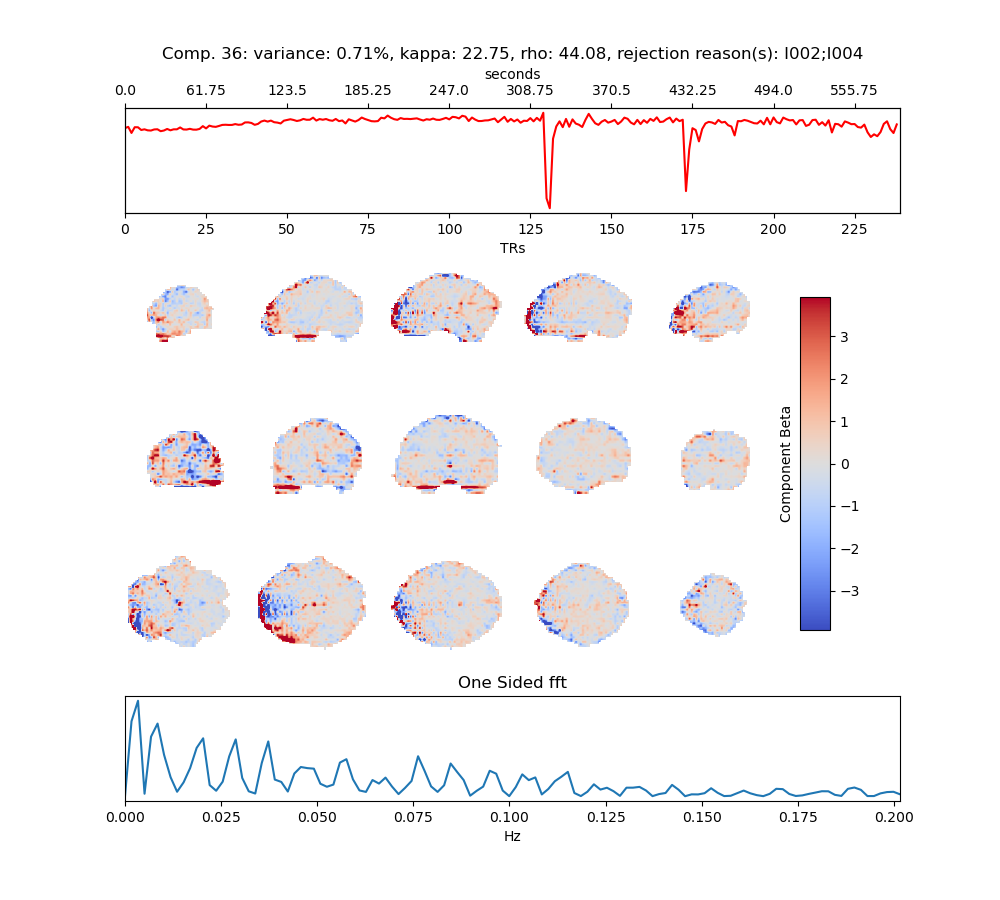 Comp. 36: variance: 0.71%, kappa: 22.75, rho: 44.08, rejection reason(s): I002;I004
seconds
0.0 61.75 123.5 185.25 247.0 308.75 370.5 432.25 494.0 555.75
0 25 50 75 100 125 150 175 200 225
TRs
3
2
1
0
−1
−2
−3
Component Beta
One Sided fft
0.000 0.025 0.050 0.075 0.100 0.125 0.150 0.175 0.200
Hz